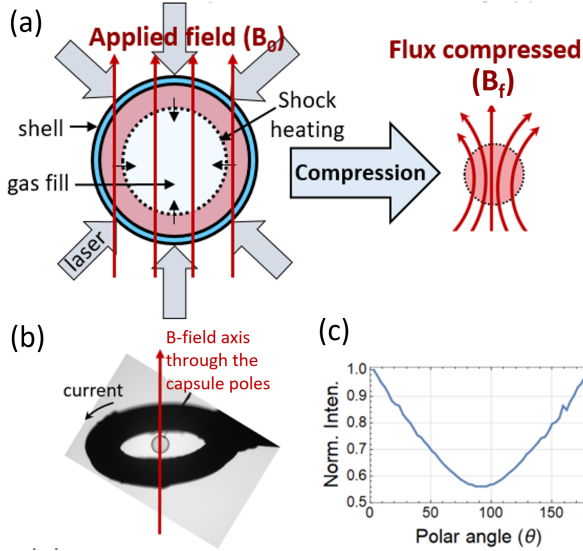 (a)
Applied field (B₀)
Flux compressed
(B_f)
shell
Shock
heating
gas fill
Compression
laser
(b)
B-field axis
through the
capsule poles
current
(c)
Norm. Inten.
1.0
0.9
0.8
0.7
0.6
0.5
0
50
100
150
Polar angle (θ)